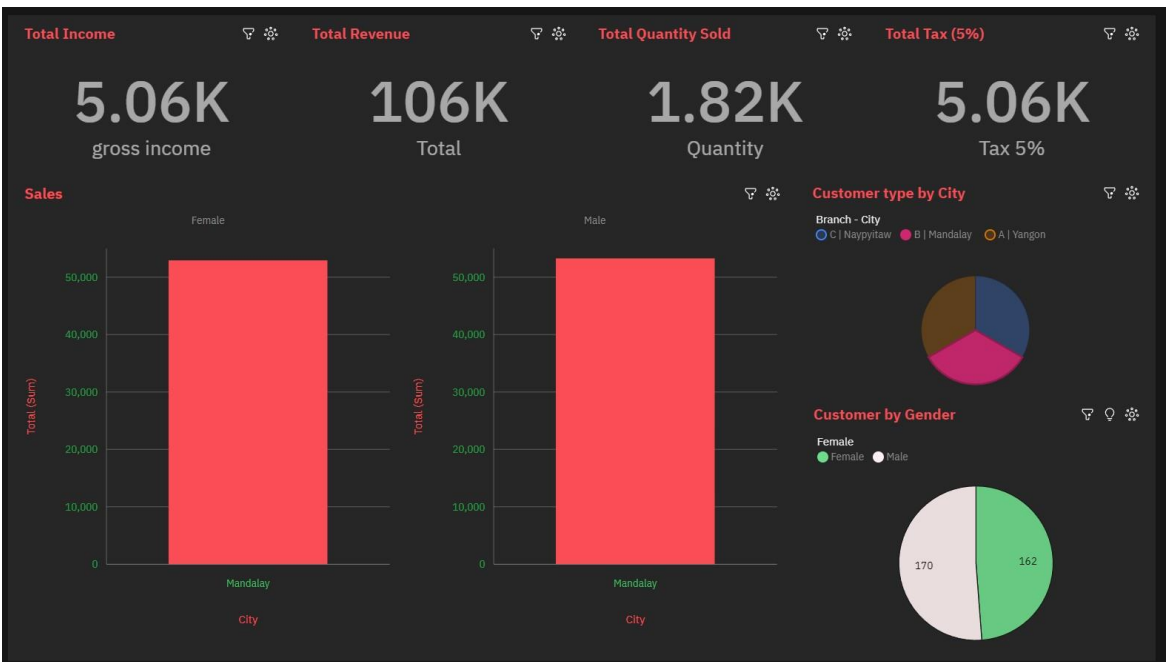 Total Income
Total Revenue
Total Quantity Sold
Total Tax (5%)
5.06K
gross income
106K
Total
1.82K
Quantity
5.06K
Tax 5%
Sales
Female
Male
50,000
40,000
30,000
20,000
10,000
0
Total (Sum)
Mandalay
City
50,000
40,000
30,000
20,000
10,000
0
Total (Sum)
Mandalay
City
Customer type by City
Branch - City
C | Naypyitaw B | Mandalay A | Yangon
Customer by Gender
Female
Female Male
170
162